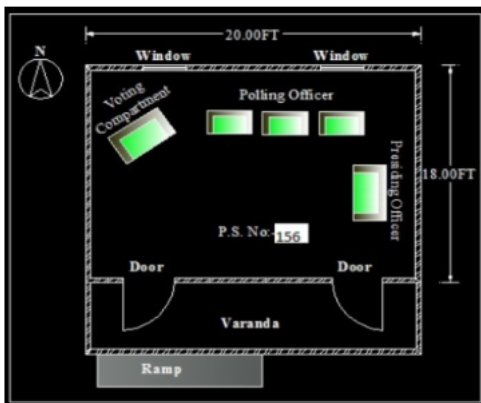 20.00FT
N
Window
Window
Voting
Compartment
Polling Officer
Presiding Officer
18.00FT
P.S. No:-156
Door
Door
Varanda
Ramp